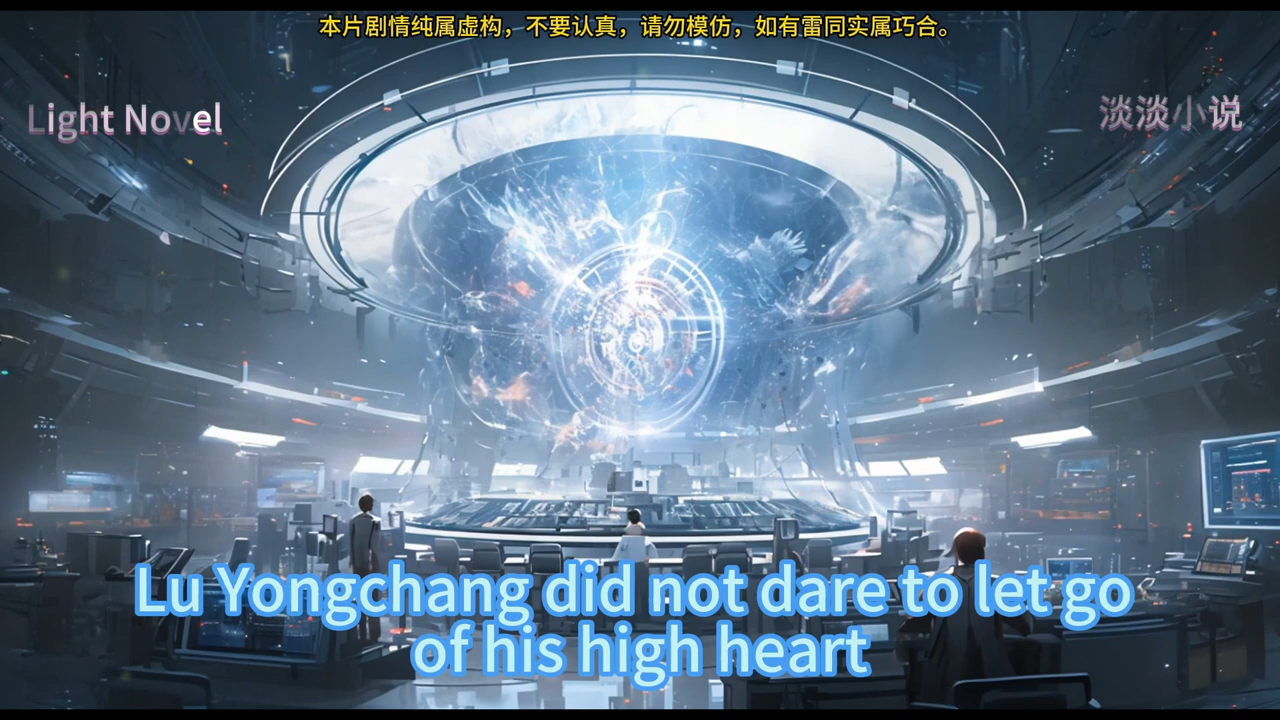 本片剧情纯属虚构，不要认真，请勿模仿，如有雷同实属巧合。
Light Novel
淡淡小说
Lu Yongchang did not dare to let go
of his high heart